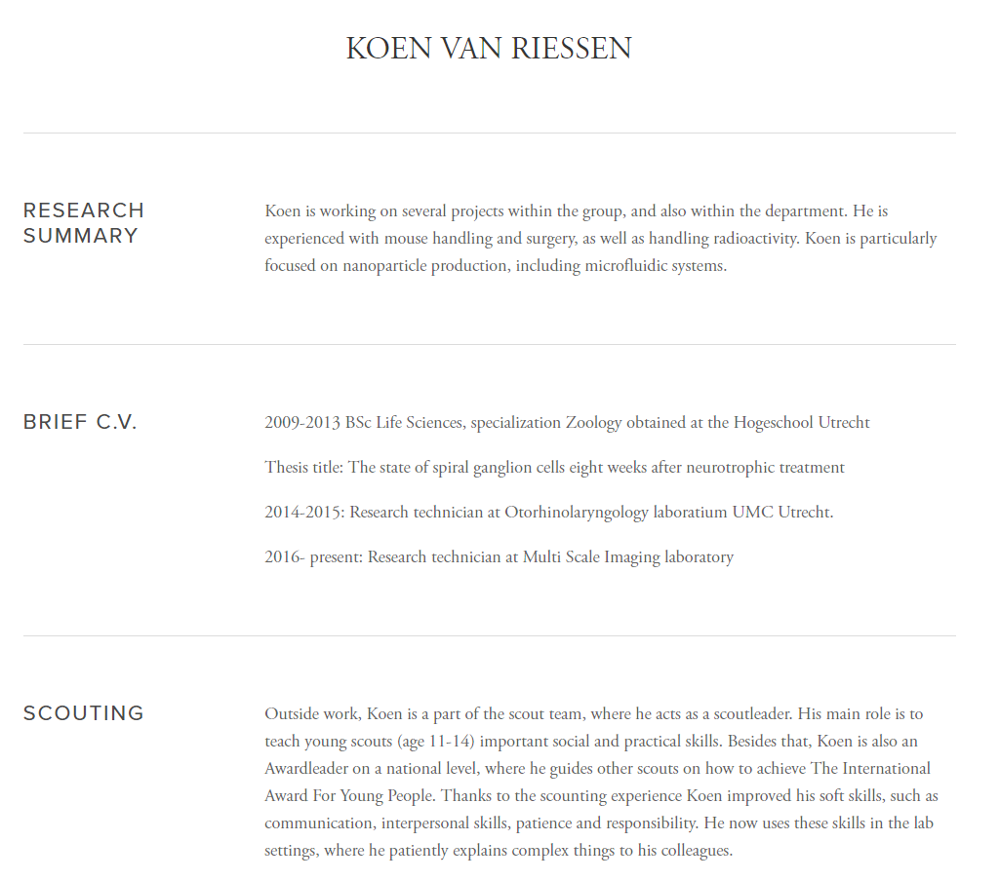 KOEN VAN RIESSEN
RESEARCH
SUMMARY
Koen is working on several projects within the group, and also within the department. He is
experienced with mouse handling and surgery, as well as handling radioactivity. Koen is particularly
focused on nanoparticle production, including microfluidic systems.
BRIEF C.V.
2009-2013 BSc Life Sciences, specialization Zoology obtained at the Hogeschool Utrecht
Thesis title: The state of spiral ganglion cells eight weeks after neurotrophic treatment
2014-2015: Research technician at Otorhinolaryngology laboratium UMC Utrecht.
2016- present: Research technician at Multi Scale Imaging laboratory
SCOUTING
Outside work, Koen is a part of the scout team, where he acts as a scoutleader. His main role is to
teach young scouts (age 11-14) important social and practical skills. Besides that, Koen is also an
Awardleader on a national level, where he guides other scouts on how to achieve The International
Award For Young People. Thanks to the scounting experience Koen improved his soft skills, such as
communication, interpersonal skills, patience and responsibility. He now uses these skills in the lab
settings, where he patiently explains complex things to his colleagues.